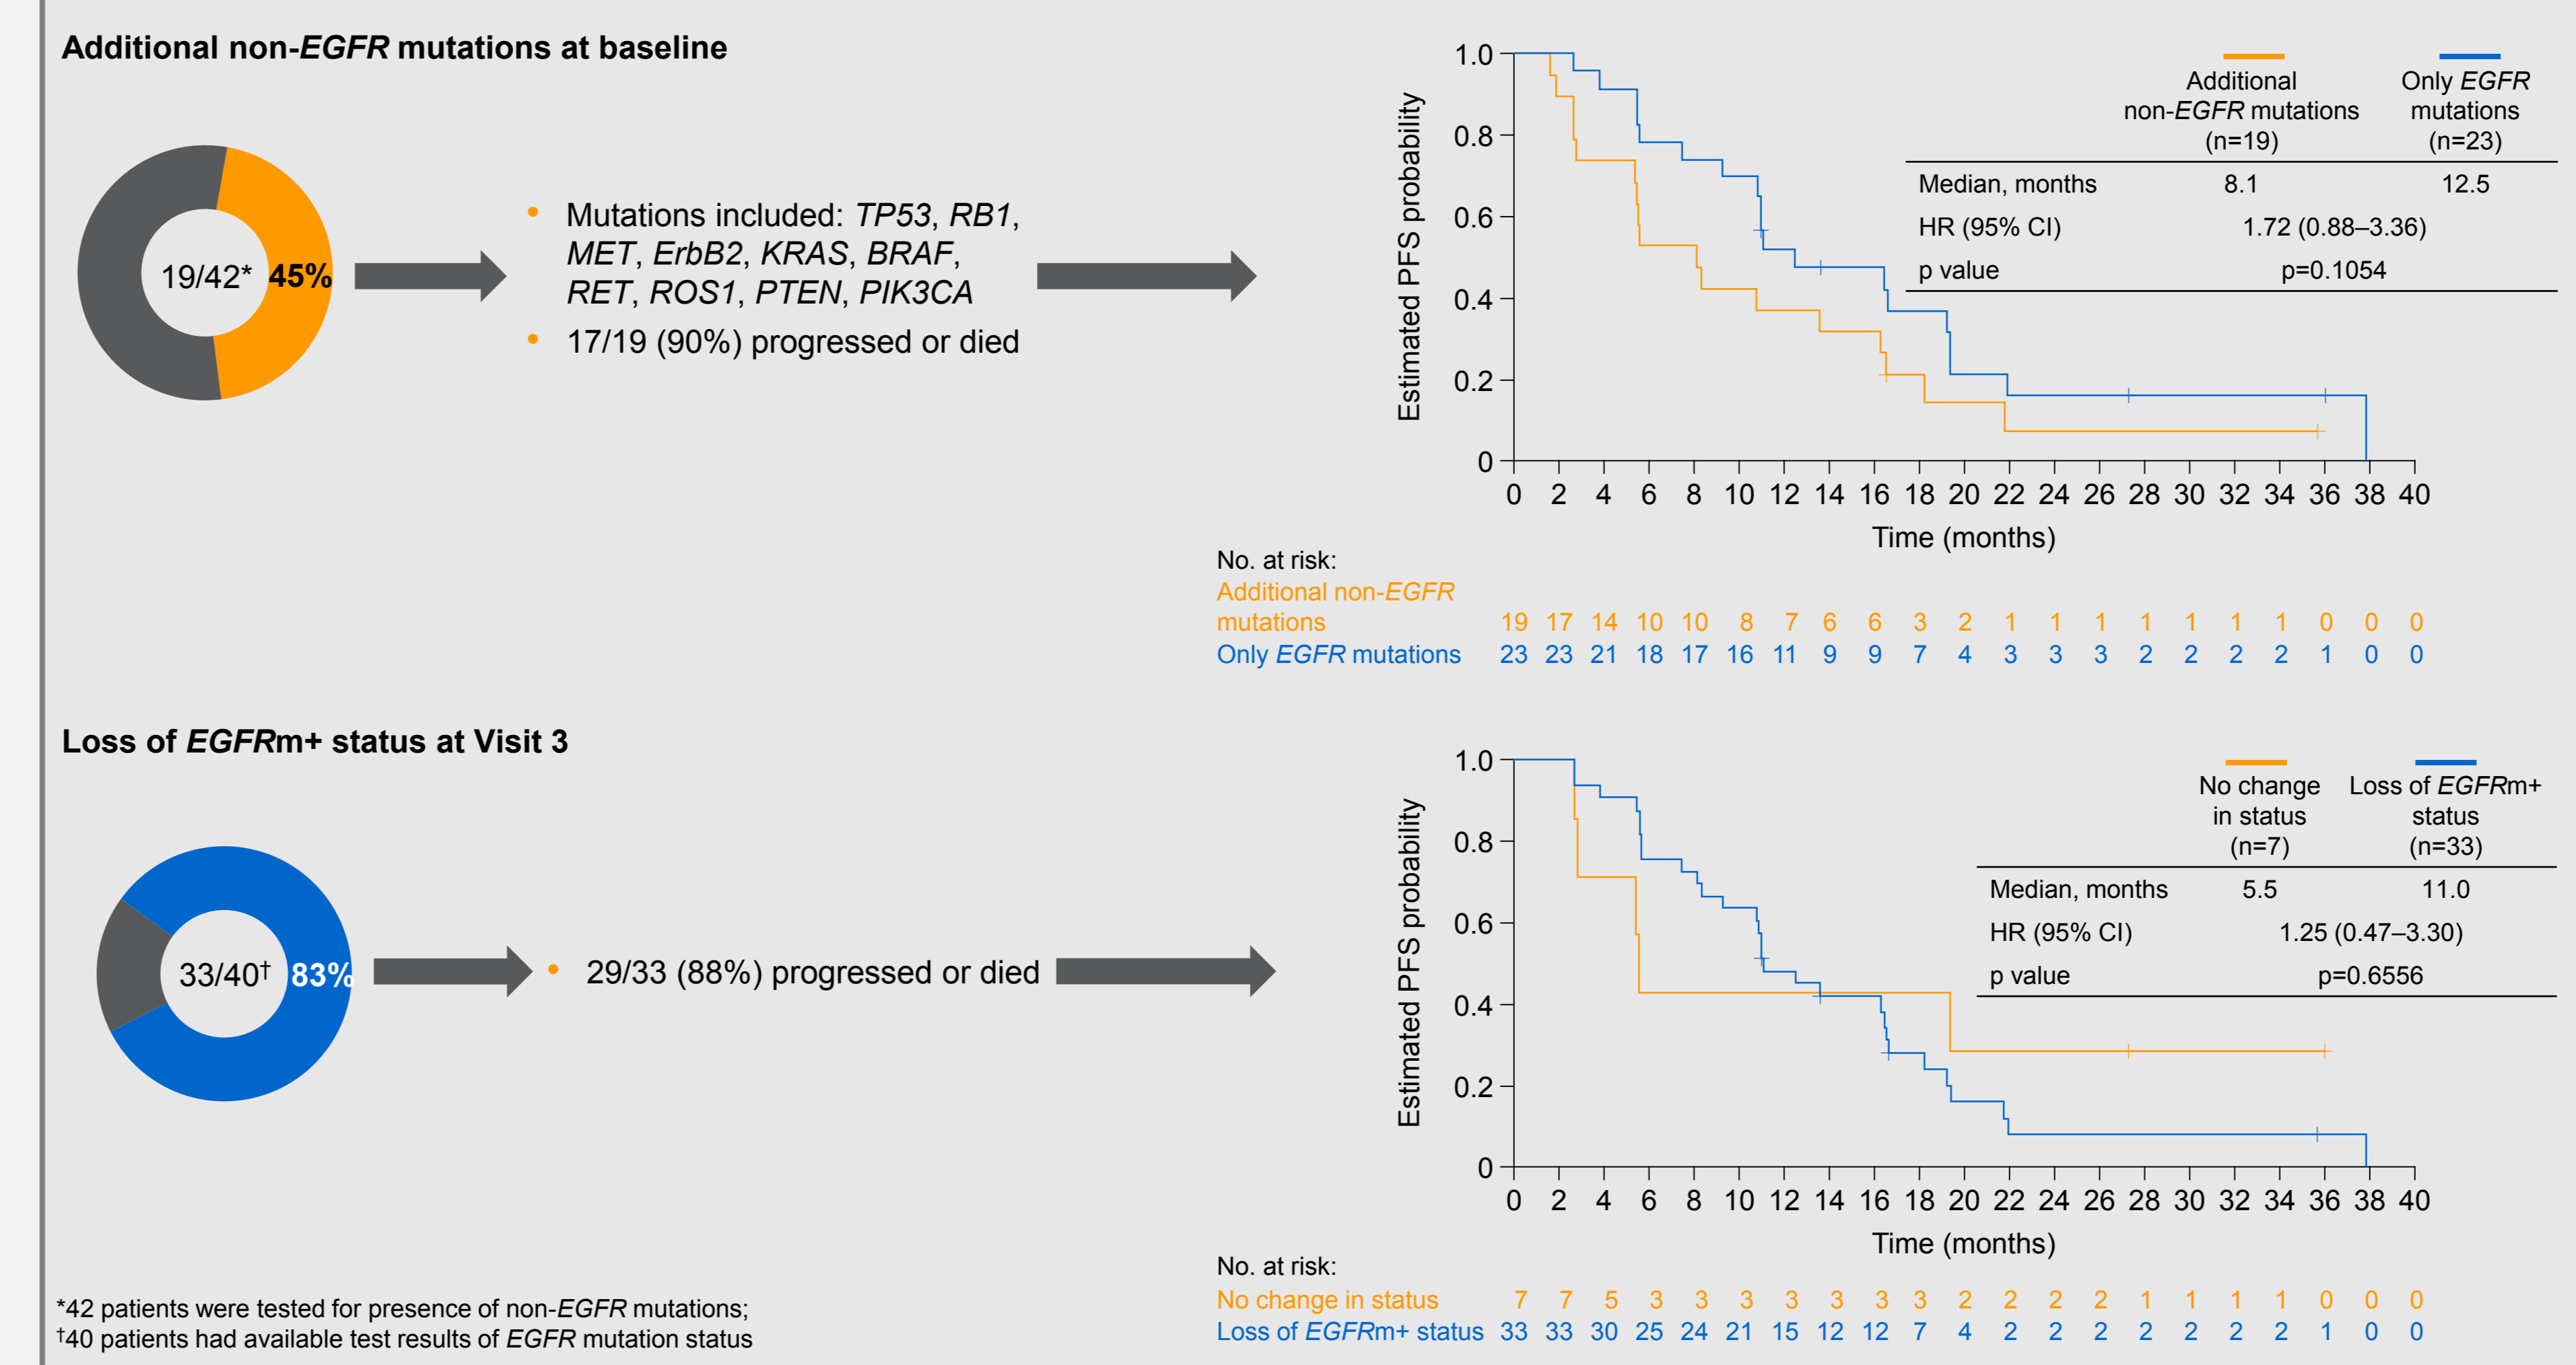 Additional non-EGFR mutations at baseline
19/42*
45%
• Mutations included: TP53, RB1,
MET, ErbB2, KRAS, BRAF,
RET, ROS1, PTEN, PIK3CA
• 17/19 (90%) progressed or died
Estimated PFS probability
1.0
0.8
0.6
0.4
0.2
0
0 2 4 6 8 10 12 14 16 18 20 22 24 26 28 30 32 34 36 38 40
Time (months)
Additional
non-EGFR mutations
(n=19)
Only EGFR
mutations
(n=23)
Median, months 8.1 12.5
HR (95% CI) 1.72 (0.88–3.36)
p value p=0.1054
No. at risk:
Additional non-EGFR
mutations 19 17 14 10 10 8 7 6 6 3 2 1 1 1 1 1 1 1 0 0 0
Only EGFR mutations 23 23 21 18 17 16 11 9 9 7 4 3 3 3 2 2 2 2 1 0 0
Loss of EGFRm+ status at Visit 3
33/40†
83%
• 29/33 (88%) progressed or died
Estimated PFS probability
1.0
0.8
0.6
0.4
0.2
0
0 2 4 6 8 10 12 14 16 18 20 22 24 26 28 30 32 34 36 38 40
Time (months)
No change
in status
(n=7)
Loss of EGFRm+
status
(n=33)
Median, months 5.5 11.0
HR (95% CI) 1.25 (0.47–3.30)
p value p=0.6556
No. at risk:
No change in status 7 7 5 3 3 3 3 3 3 3 2 2 2 2 1 1 1 1 0 0 0
Loss of EGFRm+ status 33 33 30 25 24 21 15 12 12 7 4 2 2 2 2 2 2 2 1 0 0
*42 patients were tested for presence of non-EGFR mutations;
†40 patients had available test results of EGFR mutation status